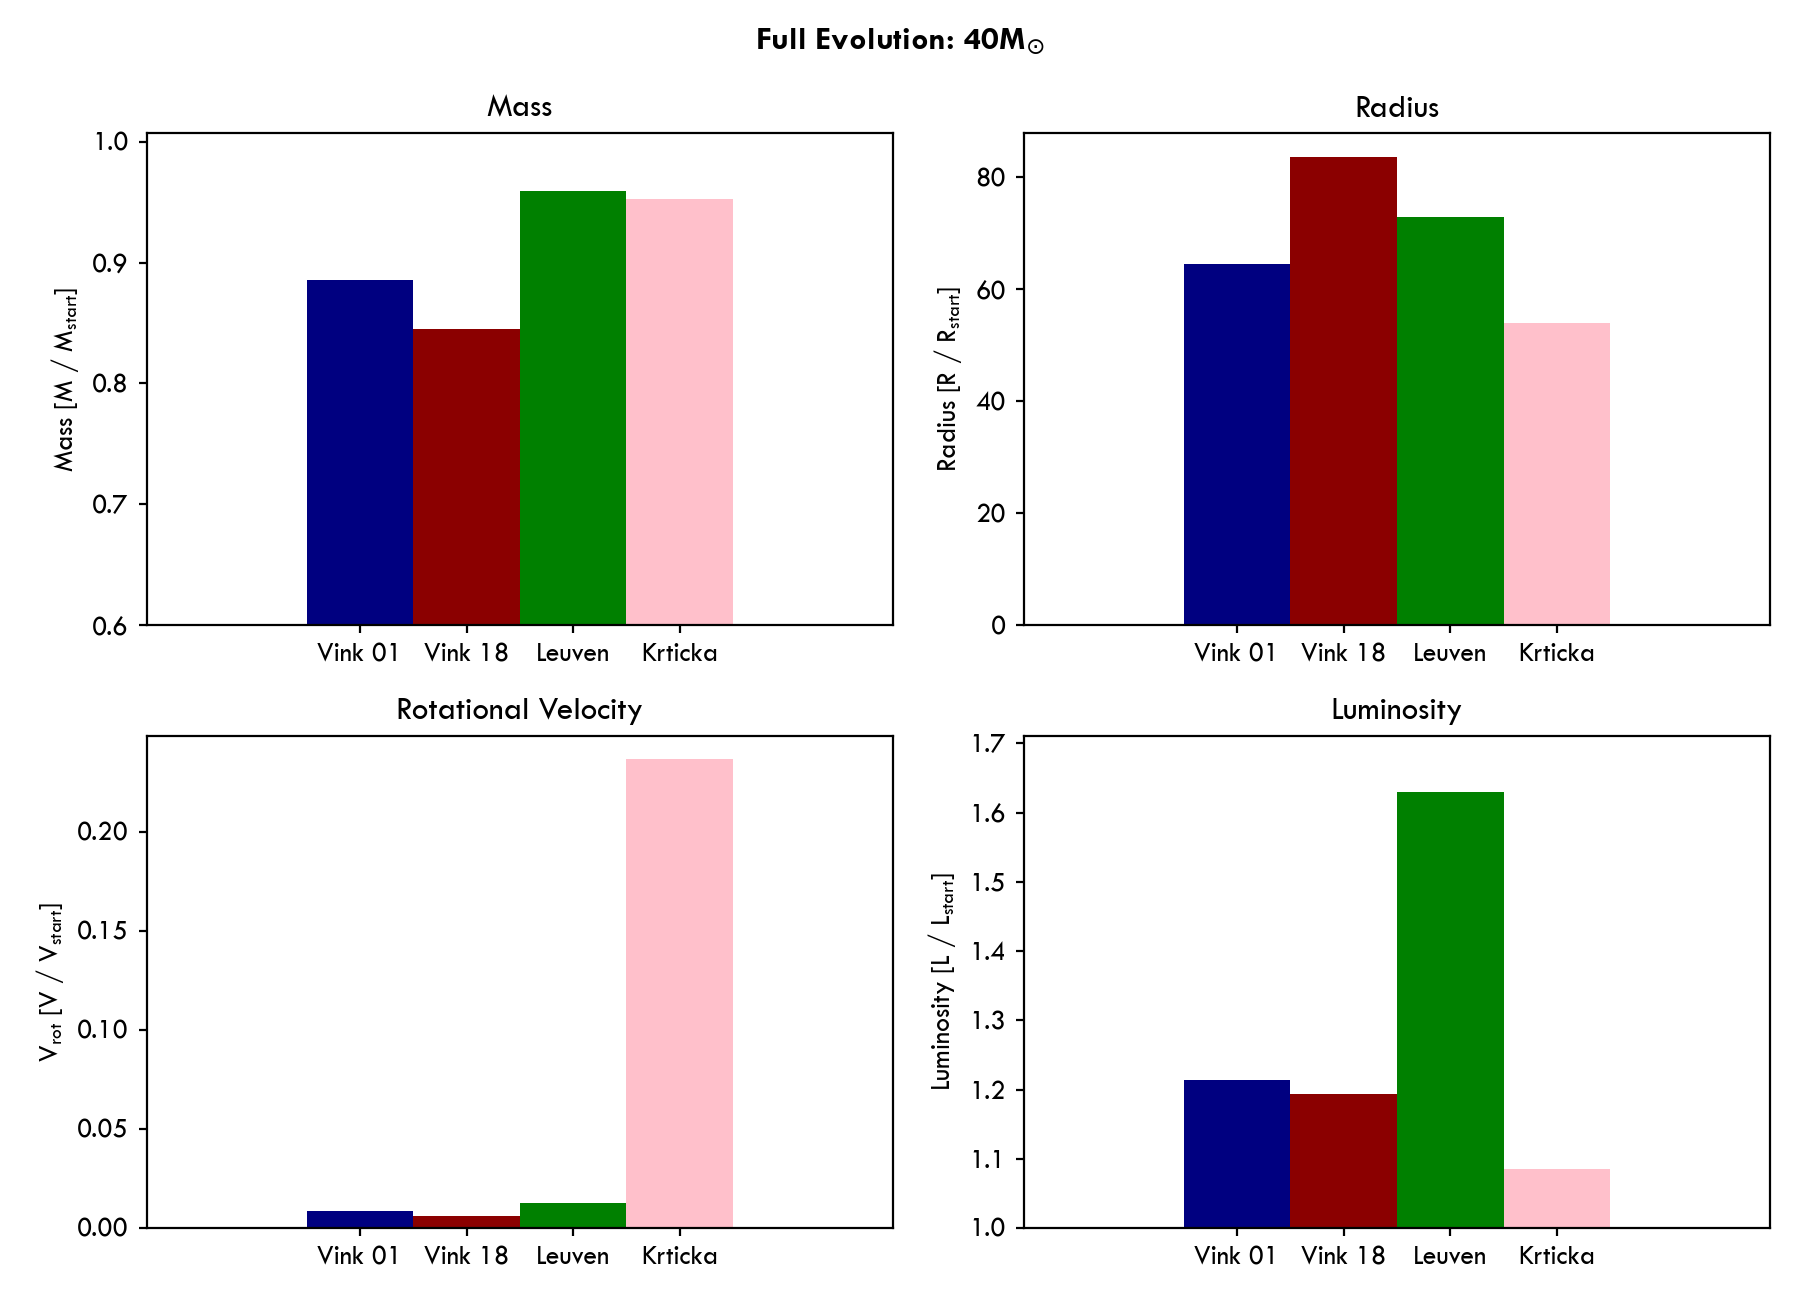 Full Evolution: 40M☉
Mass
Mass [M / Mstart]
1.0
0.9
0.8
0.7
0.6
Vink 01 Vink 18 Leuven Krticka
Radius
Radius [R / Rstart]
80
60
40
20
0
Vink 01 Vink 18 Leuven Krticka
Rotational Velocity
Vrot [V / Vstart]
0.20
0.15
0.10
0.05
0.00
Vink 01 Vink 18 Leuven Krticka
Luminosity
Luminosity [L / Lstart]
1.7
1.6
1.5
1.4
1.3
1.2
1.1
1.0
Vink 01 Vink 18 Leuven Krticka